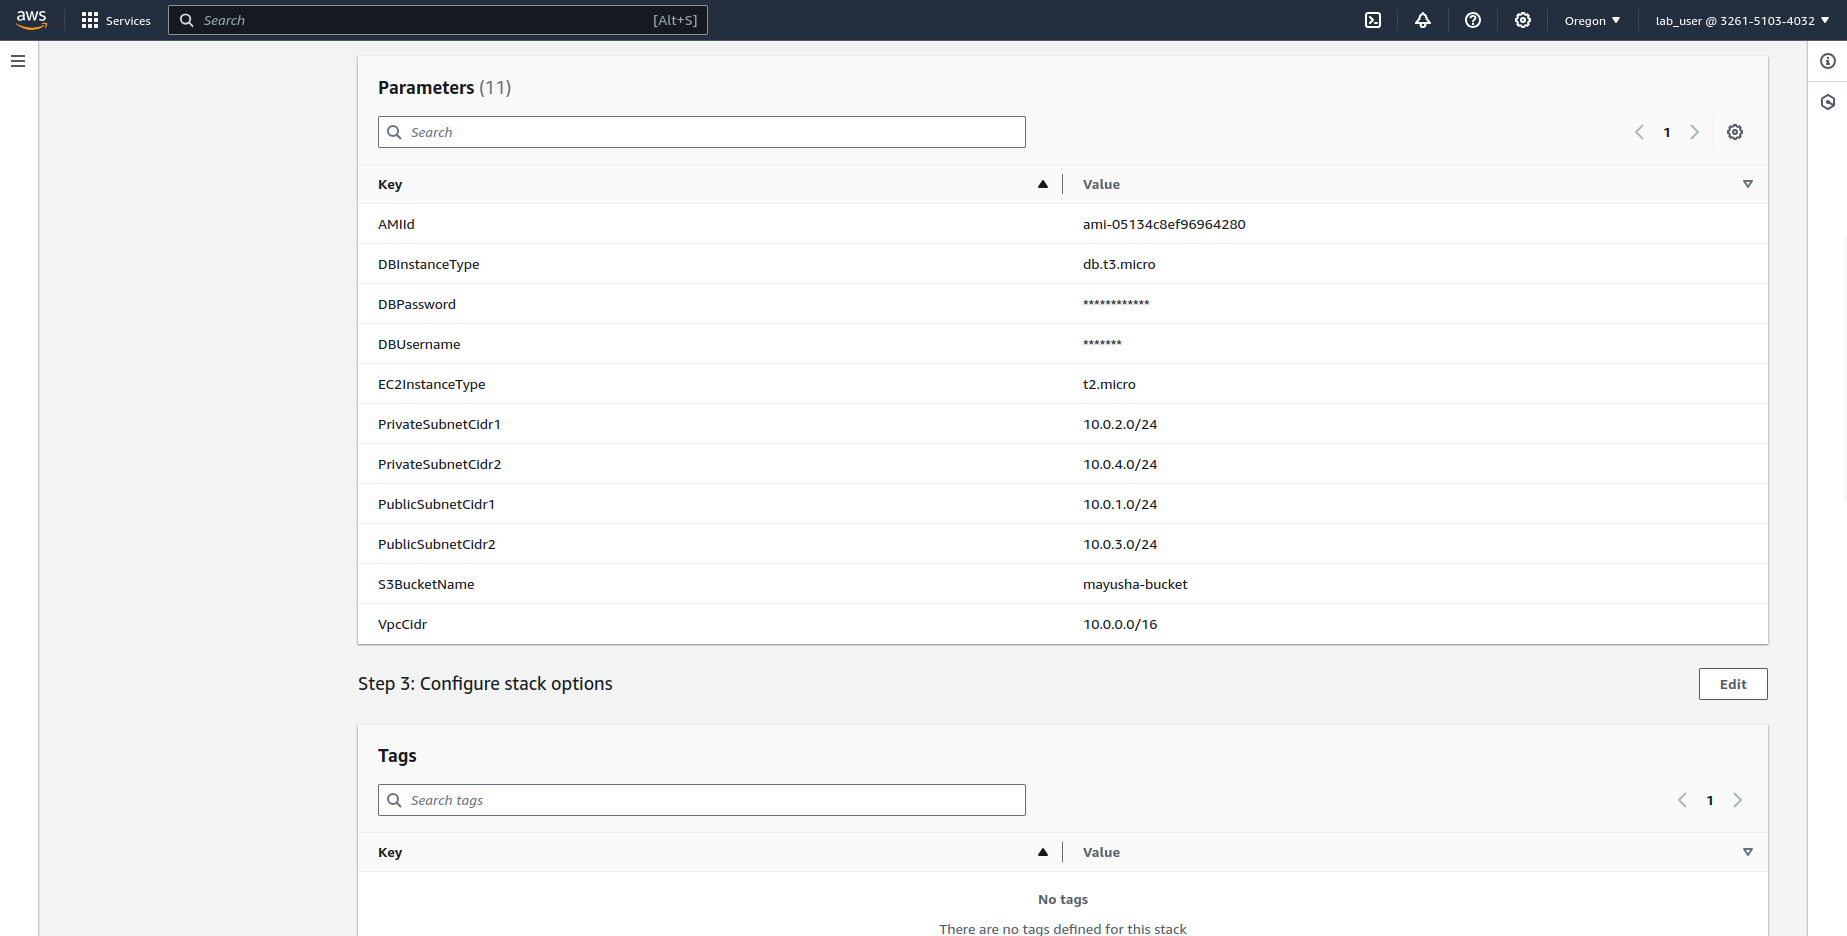 aws Services Search [Alt+S] Oregon lab_user @ 3261-5103-4032
Parameters (11)
Search
1
Key Value
AMIId ami-05134c8ef96964280
DBInstanceType db.t3.micro
DBPassword ************
DBUsername *******
EC2InstanceType t2.micro
PrivateSubnetCidr1 10.0.2.0/24
PrivateSubnetCidr2 10.0.4.0/24
PublicSubnetCidr1 10.0.1.0/24
PublicSubnetCidr2 10.0.3.0/24
S3BucketName mayusha-bucket
VpcCidr 10.0.0.0/16
Step 3: Configure stack options Edit
Tags
Search tags 1
Key Value
No tags
There are no tags defined for this stack